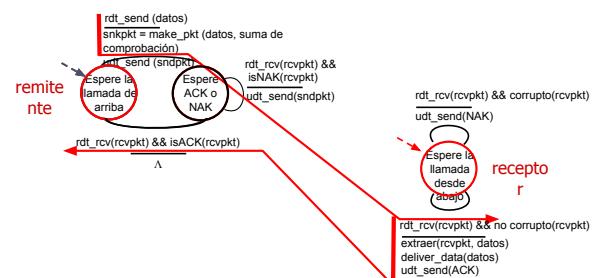 rdt_send (datos)
snkpkt = make_pkt (datos, suma de
comprobación)
udt_send (sndpkt)
Espere la
llamada de
arriba
Espere
ACK o
NAK
rdt_rcv(rcvpkt) &&
isNAK(rcvpkt)
udt_send(sndpkt)
remite
nte
rdt_rcv(rcvpkt) && isACK(rcvpkt)
Λ
rdt_rcv(rcvpkt) && corrupto(rcvpkt)
udt_send(NAK)
Espere la
llamada
desde
abajo
recepto
r
rdt_rcv(rcvpkt) && no corrupto(rcvpkt)
extraer(rcvpkt, datos)
deliver_data(datos)
udt_send(ACK)